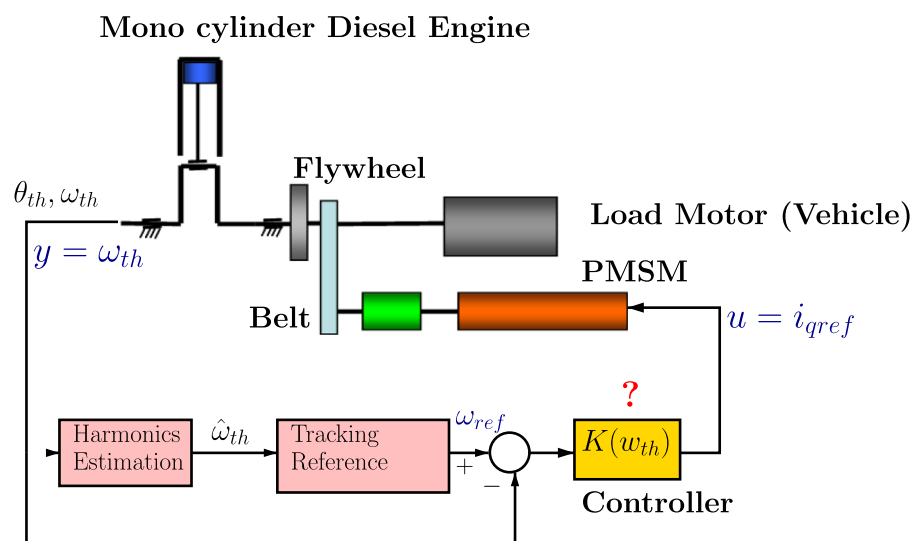 Mono cylinder Diesel Engine
Flywheel
θ_th, ω_th
Load Motor (Vehicle)
y = ω_th
PMSM
Belt
u = i_qref
?
Harmonics
Estimation
ω̂_th
Tracking
Reference
ω_ref
+
−
K(w_th)
Controller